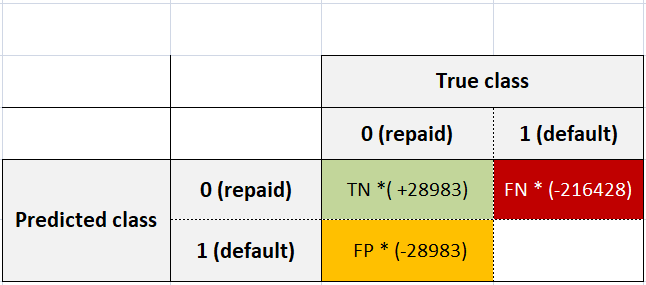 True class
0 (repaid) 1 (default)
Predicted class
0 (repaid) TN *( +28983) FN * (-216428)
1 (default) FP * (-28983)